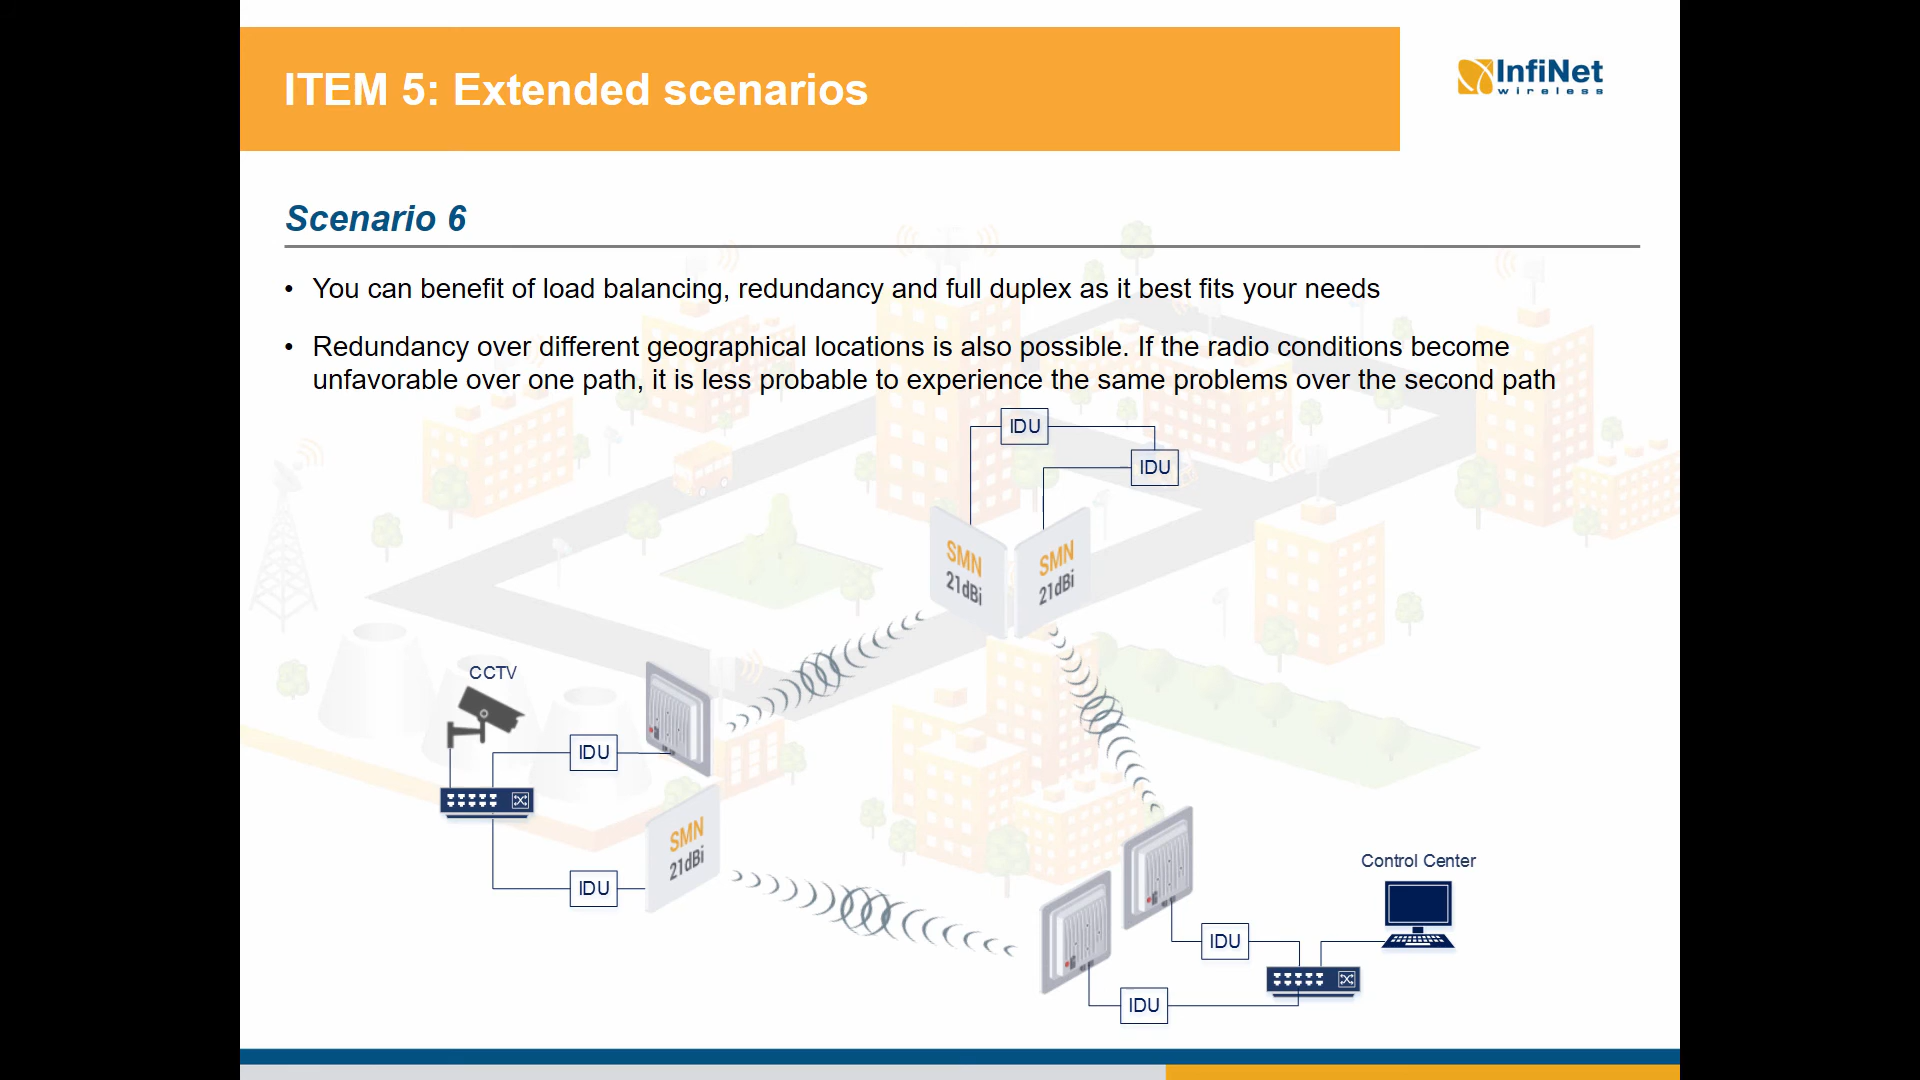 ITEM 5: Extended scenarios
InfiNet
wireless
Scenario 6
• You can benefit of load balancing, redundancy and full duplex as it best fits your needs
• Redundancy over different geographical locations is also possible. If the radio conditions become
unfavorable over one path, it is less probable to experience the same problems over the second path
IDU
IDU
SMN
21dBi
SMN
21dBi
CCTV
IDU
SMN
21dBi
IDU
Control Center
IDU
IDU